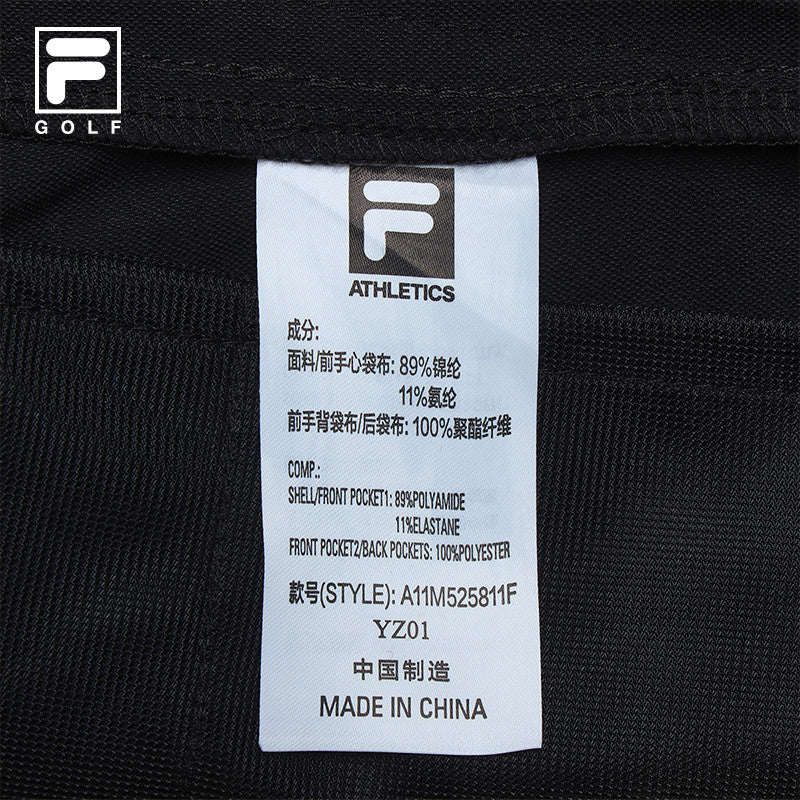 F
GOLF
F
ATHLETICS
成分:
面料/前手心袋布: 89%锦纶
11%氨纶
前手背袋布/后袋布: 100%聚酯纤维
COMP.:
SHELL/FRONT POCKET1: 89%POLYAMIDE
11%ELASTANE
FRONT POCKET2/BACK POCKETS: 100%POLYESTER
款号(STYLE): A11M525811F
YZ01
中国制造
MADE IN CHINA